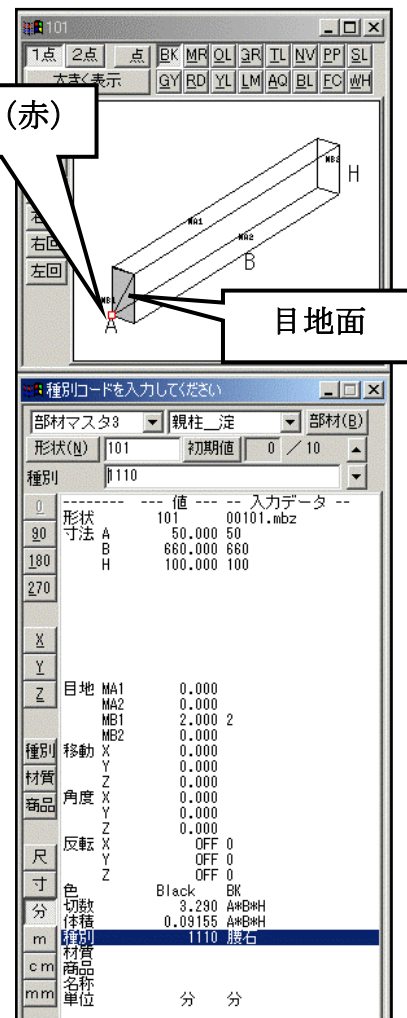 101
1点 2点 点 BK MR OL GR TL NV PP SL
大きく表示 GY RD YL LM AQ BL FC WH
(赤)
MB2
H
MA1
右回
MA2
左回
B
MB1
A
目地面
種別コードを入力してください
部材マスタ3 親柱__淀 部材(B)
形状(N) 101 初期値 0 / 10
種別 1110
0 -------- --- 値 --- -- 入力データ --
形状 101 00101.mbz
90 寸法 A 50.000 50
B 660.000 660
180 H 100.000 100
270
X
Y
Z 目地 MA1 0.000
MA2 0.000
MB1 2.000 2
MB2 0.000
種別 移動 X 0.000
Y 0.000
材質 Z 0.000
角度 X 0.000
商品 Y 0.000
Z 0.000
反転 X OFF 0
尺 Y OFF 0
Z OFF 0
寸 色 Black BK
分 切数 3.290 A*B*H
体積 0.09155 A*B*H
m 種別 1110 腰石
材質
cm 商品
名称
mm 単位 分 分